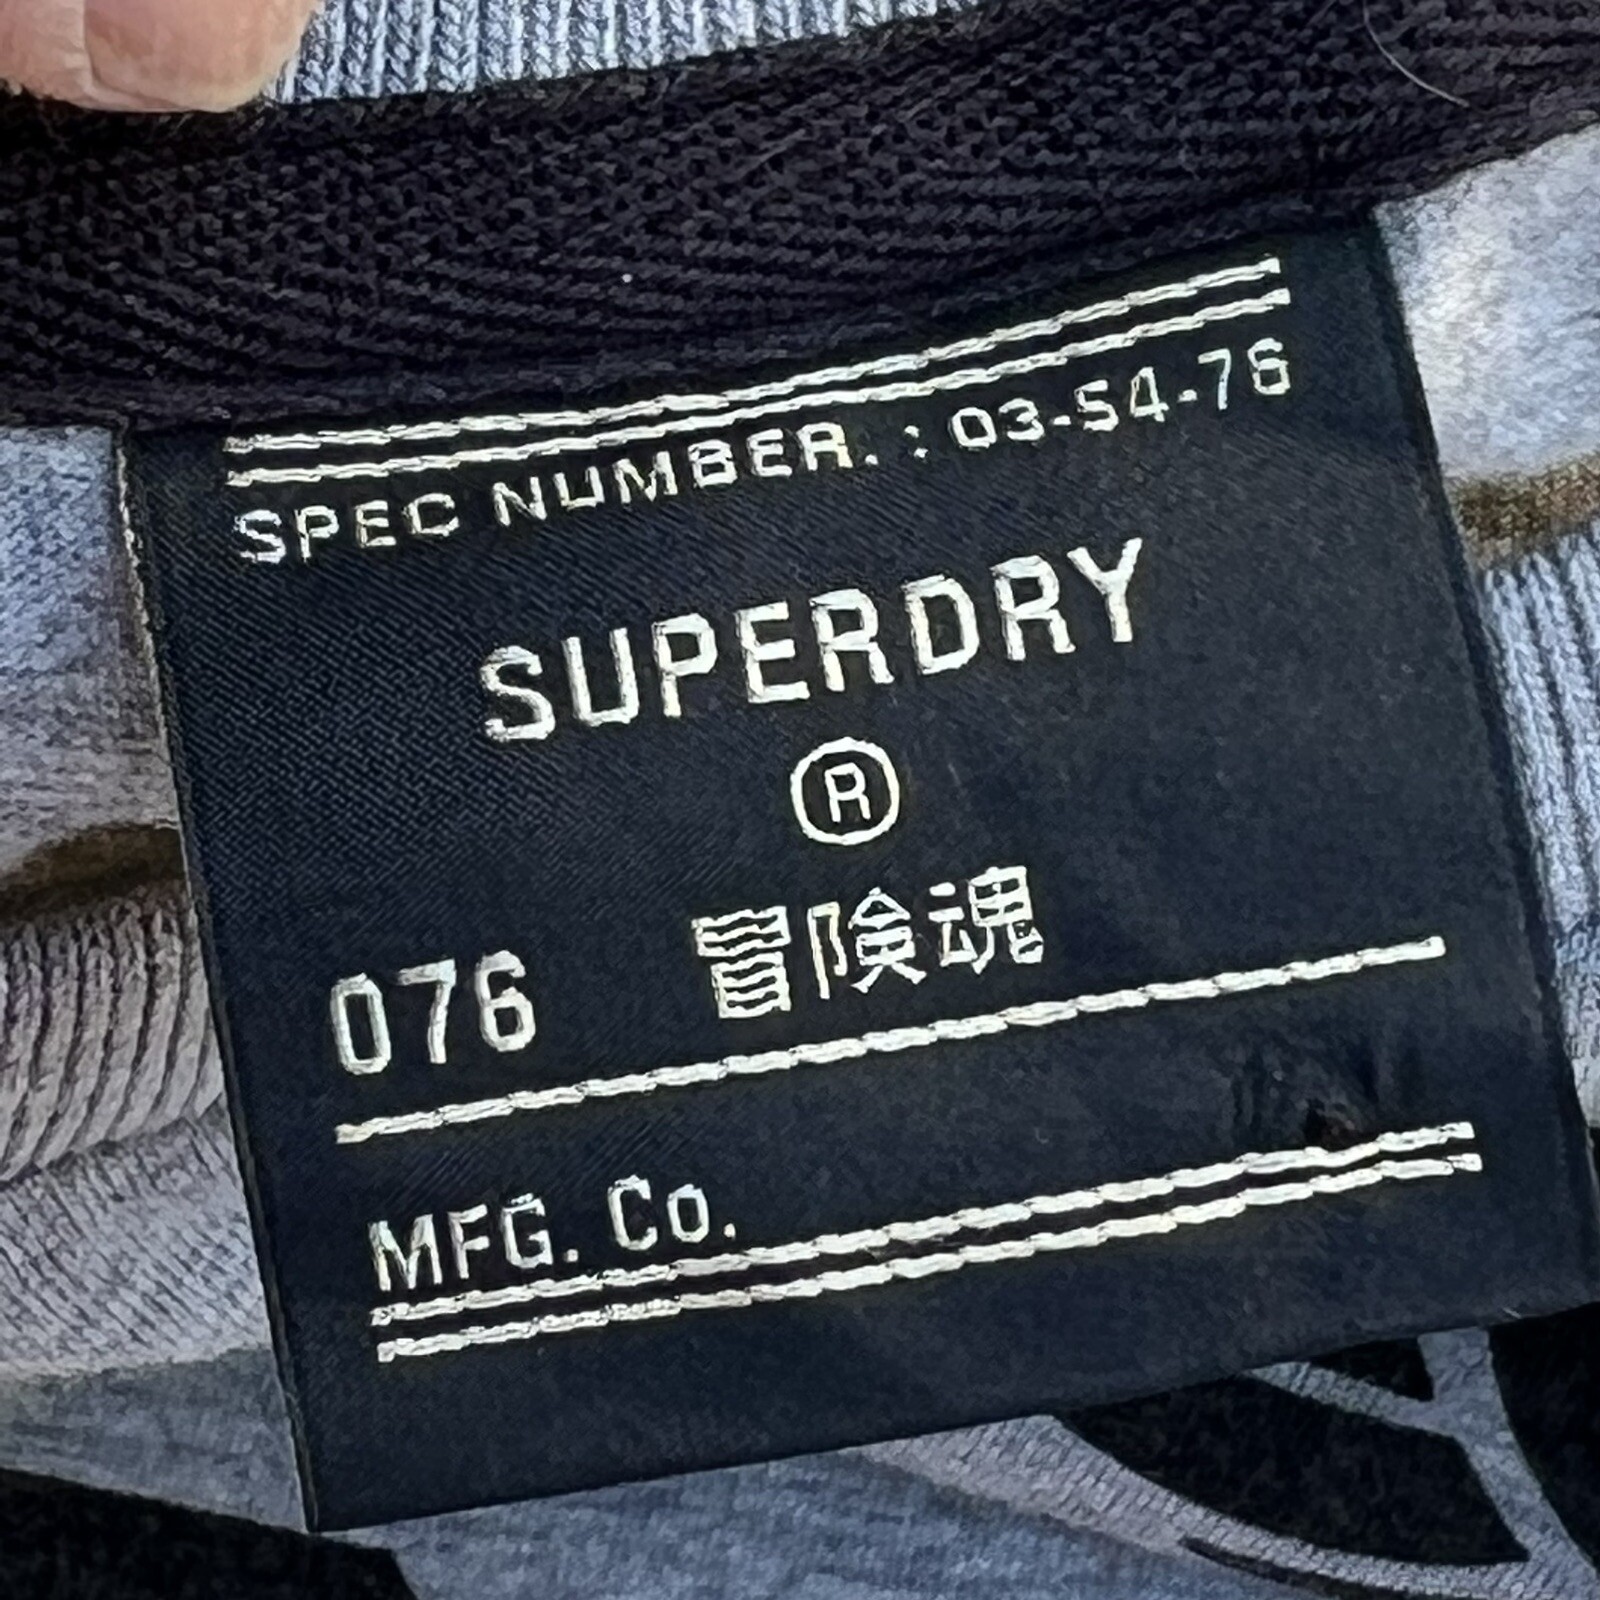 SPEC NUMBER. : 03-54-76
SUPERDRY
®
076 冒険魂
MFG. Co.